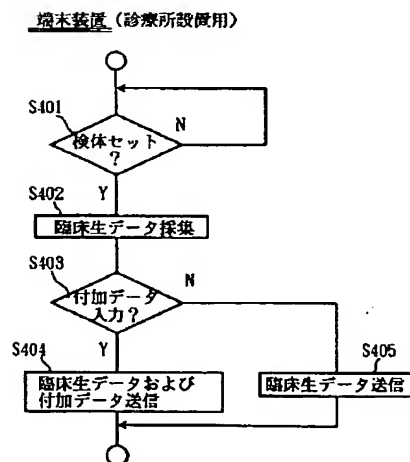 端末装置（診療所設置用）
S401
検体セット
？
N
Y
S402
臨床生データ採集
S403
付加データ
入力？
N
Y
S404
臨床生データおよび
付加データ送信
S405
臨床生データ送信